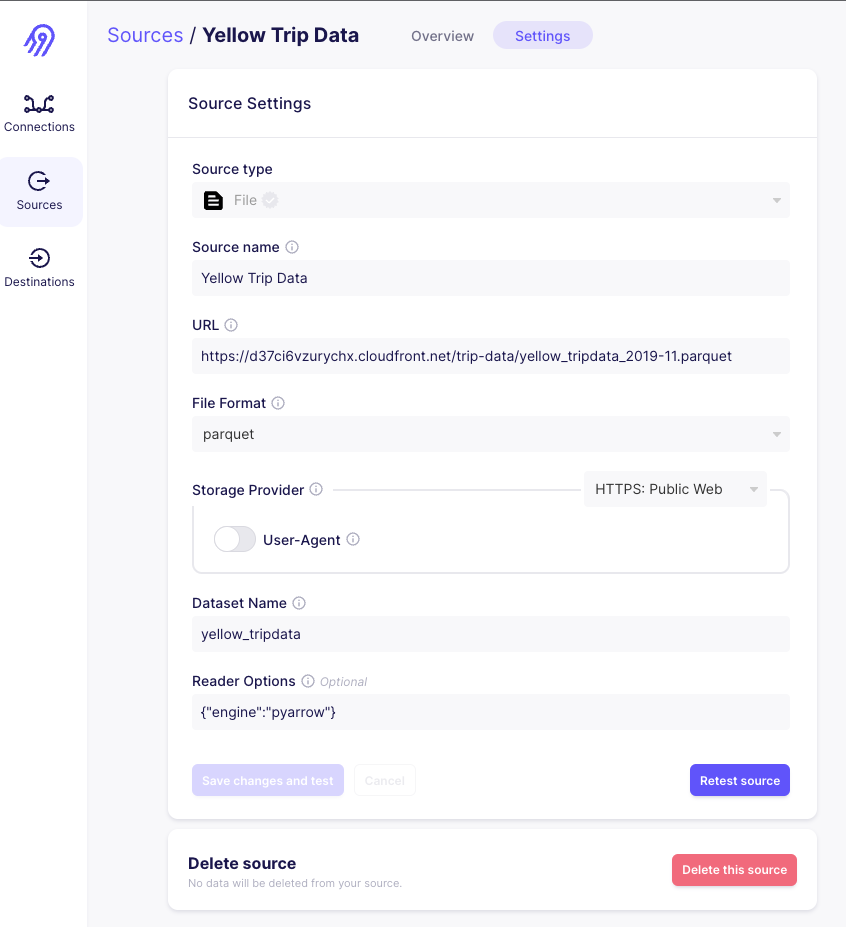 Sources / Yellow Trip Data
Overview
Settings
Connections
Sources
Destinations
Source Settings
Source type
File
Source name
Yellow Trip Data
URL
https://d37ci6vzurychx.cloudfront.net/trip-data/yellow_tripdata_2019-11.parquet
File Format
parquet
Storage Provider
HTTPS: Public Web
User-Agent
Dataset Name
yellow_tripdata
Reader Options Optional
{"engine":"pyarrow"}
Save changes and test
Cancel
Retest source
Delete source
No data will be deleted from your source.
Delete this source